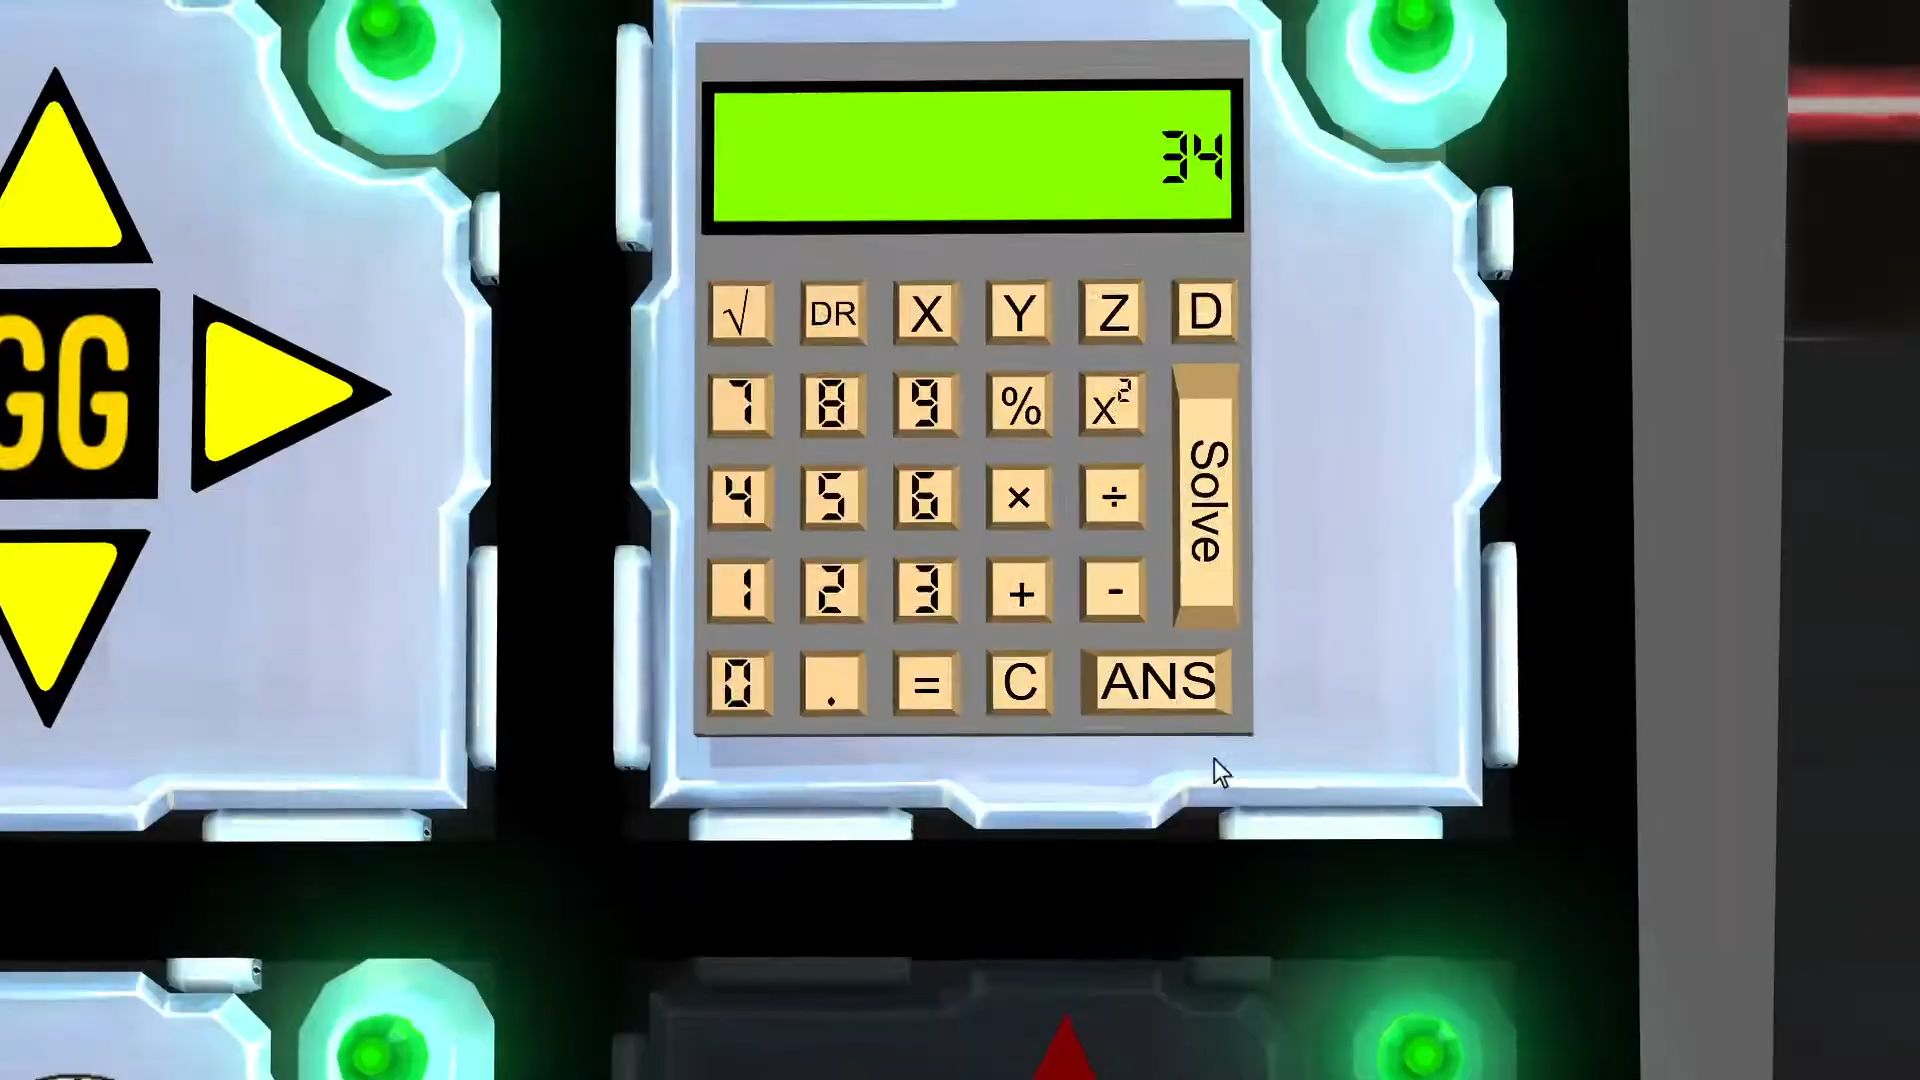 34
√ DR X Y Z D
7 8 9 % x²
GG
4 5 6 × ÷
Solve
1 2 3 + -
0 . = C ANS